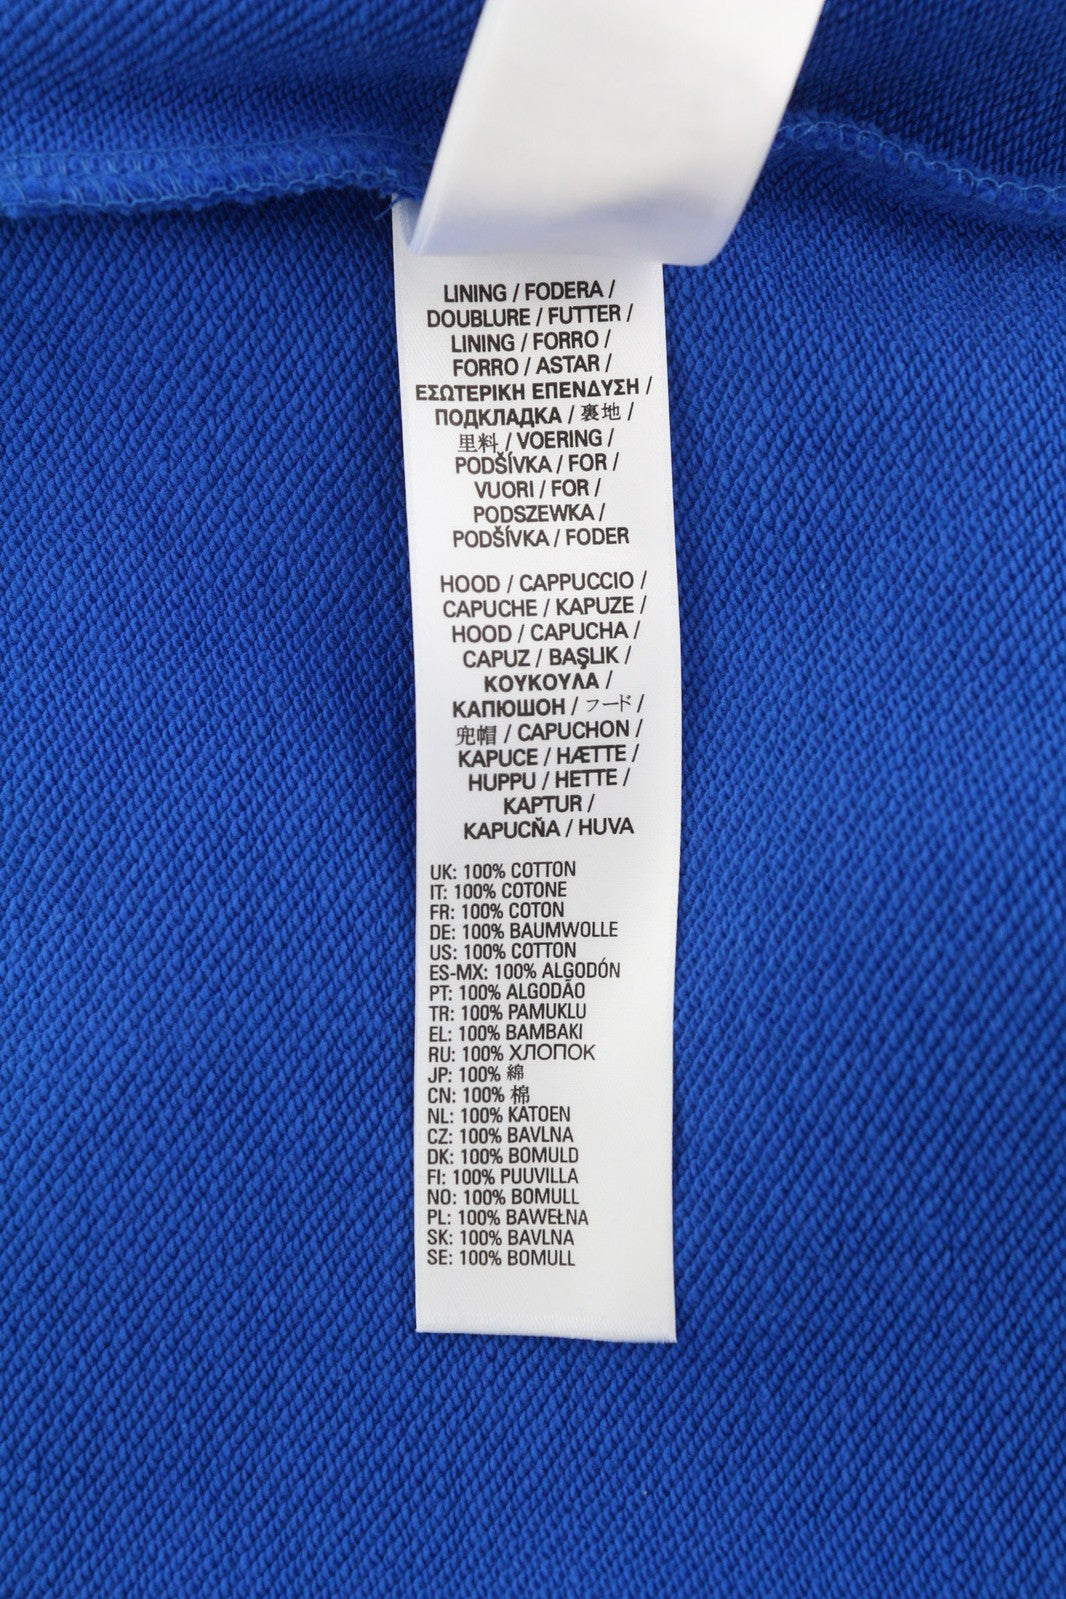 LINING / FODERA /
DOUBLURE / FUTTER /
LINING / FORRO /
FORRO / ASTAR /
ΕΣΩΤΕΡΙΚΗ ΕΠΕΝΔΥΣΗ /
ПОДКЛАДКА / 裏地 /
里料 / VOERING /
PODŠÍVKA / FOR /
VUORI / FOR /
PODSZEWKA /
PODŠÍVKA / FODER
HOOD / CAPPUCCIO /
CAPUCHE / KAPUZE /
HOOD / CAPUCHA /
CAPUZ / BAŞLIK /
ΚΟΥΚΟΥΛΑ /
КАПЮШОН / フード /
兜帽 / CAPUCHON /
KAPUCE / HÆTTE /
HUPPU / HETTE /
KAPTUR /
KAPUCŇA / HUVA
UK: 100% COTTON
IT: 100% COTONE
FR: 100% COTON
DE: 100% BAUMWOLLE
US: 100% COTTON
ES-MX: 100% ALGODÓN
PT: 100% ALGODÃO
TR: 100% PAMUKLU
EL: 100% BAMBAKI
RU: 100% ХЛОПОК
JP: 100% 綿
CN: 100% 棉
NL: 100% KATOEN
CZ: 100% BAVLNA
DK: 100% BOMULD
FI: 100% PUUVILLA
NO: 100% BOMULL
PL: 100% BAWEŁNA
SK: 100% BAVLNA
SE: 100% BOMULL